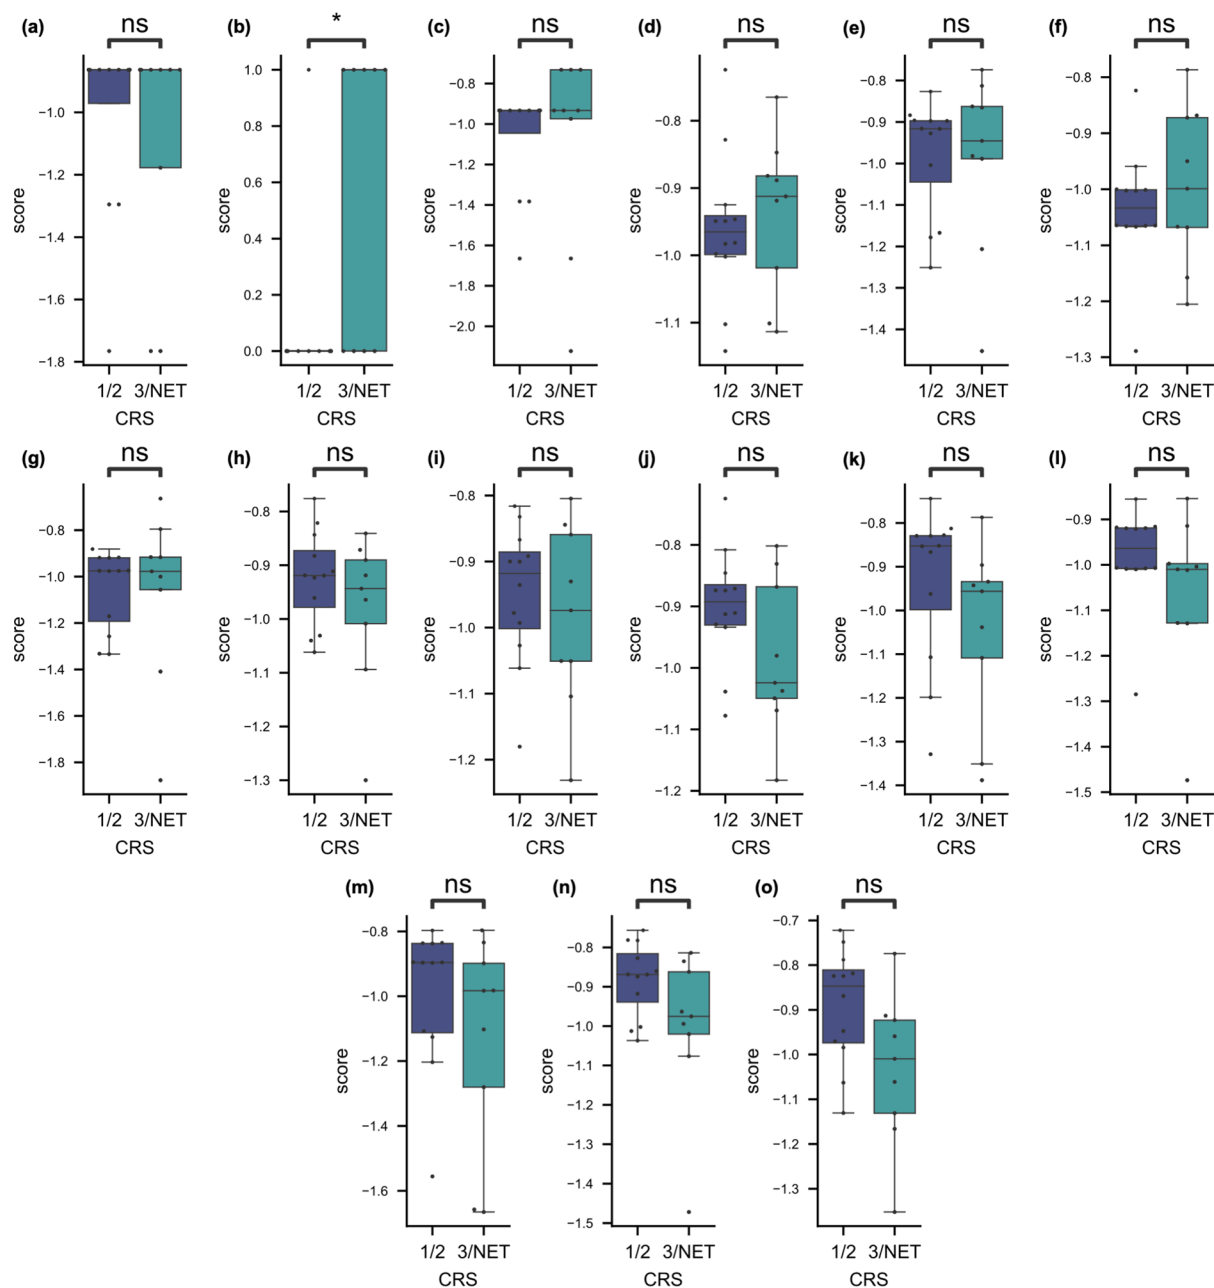 (a) ns
(b) *
(c) ns
(d) ns
(e) ns
(f) ns
score
−1.0
−1.2
−1.4
−1.6
−1.8
1/2 3/NET
CRS
score
1.0
0.8
0.6
0.4
0.2
0.0
1/2 3/NET
CRS
score
−0.8
−1.0
−1.2
−1.4
−1.6
−1.8
−2.0
1/2 3/NET
CRS
score
−0.8
−0.9
−1.0
−1.1
1/2 3/NET
CRS
score
−0.8
−0.9
−1.0
−1.1
−1.2
−1.3
−1.4
1/2 3/NET
CRS
score
−0.8
−0.9
−1.0
−1.1
−1.2
−1.3
1/2 3/NET
CRS
(g) ns
(h) ns
(i) ns
(j) ns
(k) ns
(l) ns
score
−0.8
−1.0
−1.2
−1.4
−1.6
−1.8
1/2 3/NET
CRS
score
−0.8
−0.9
−1.0
−1.1
−1.2
−1.3
1/2 3/NET
CRS
score
−0.8
−0.9
−1.0
−1.1
−1.2
1/2 3/NET
CRS
score
−0.8
−0.9
−1.0
−1.1
−1.2
1/2 3/NET
CRS
score
−0.8
−0.9
−1.0
−1.1
−1.2
−1.3
−1.4
1/2 3/NET
CRS
score
−0.9
−1.0
−1.1
−1.2
−1.3
−1.4
−1.5
1/2 3/NET
CRS
(m) ns
(n) ns
(o) ns
score
−0.8
−1.0
−1.2
−1.4
−1.6
1/2 3/NET
CRS
score
−0.8
−0.9
−1.0
−1.1
−1.2
−1.3
−1.4
−1.5
1/2 3/NET
CRS
score
−0.7
−0.8
−0.9
−1.0
−1.1
−1.2
−1.3
1/2 3/NET
CRS